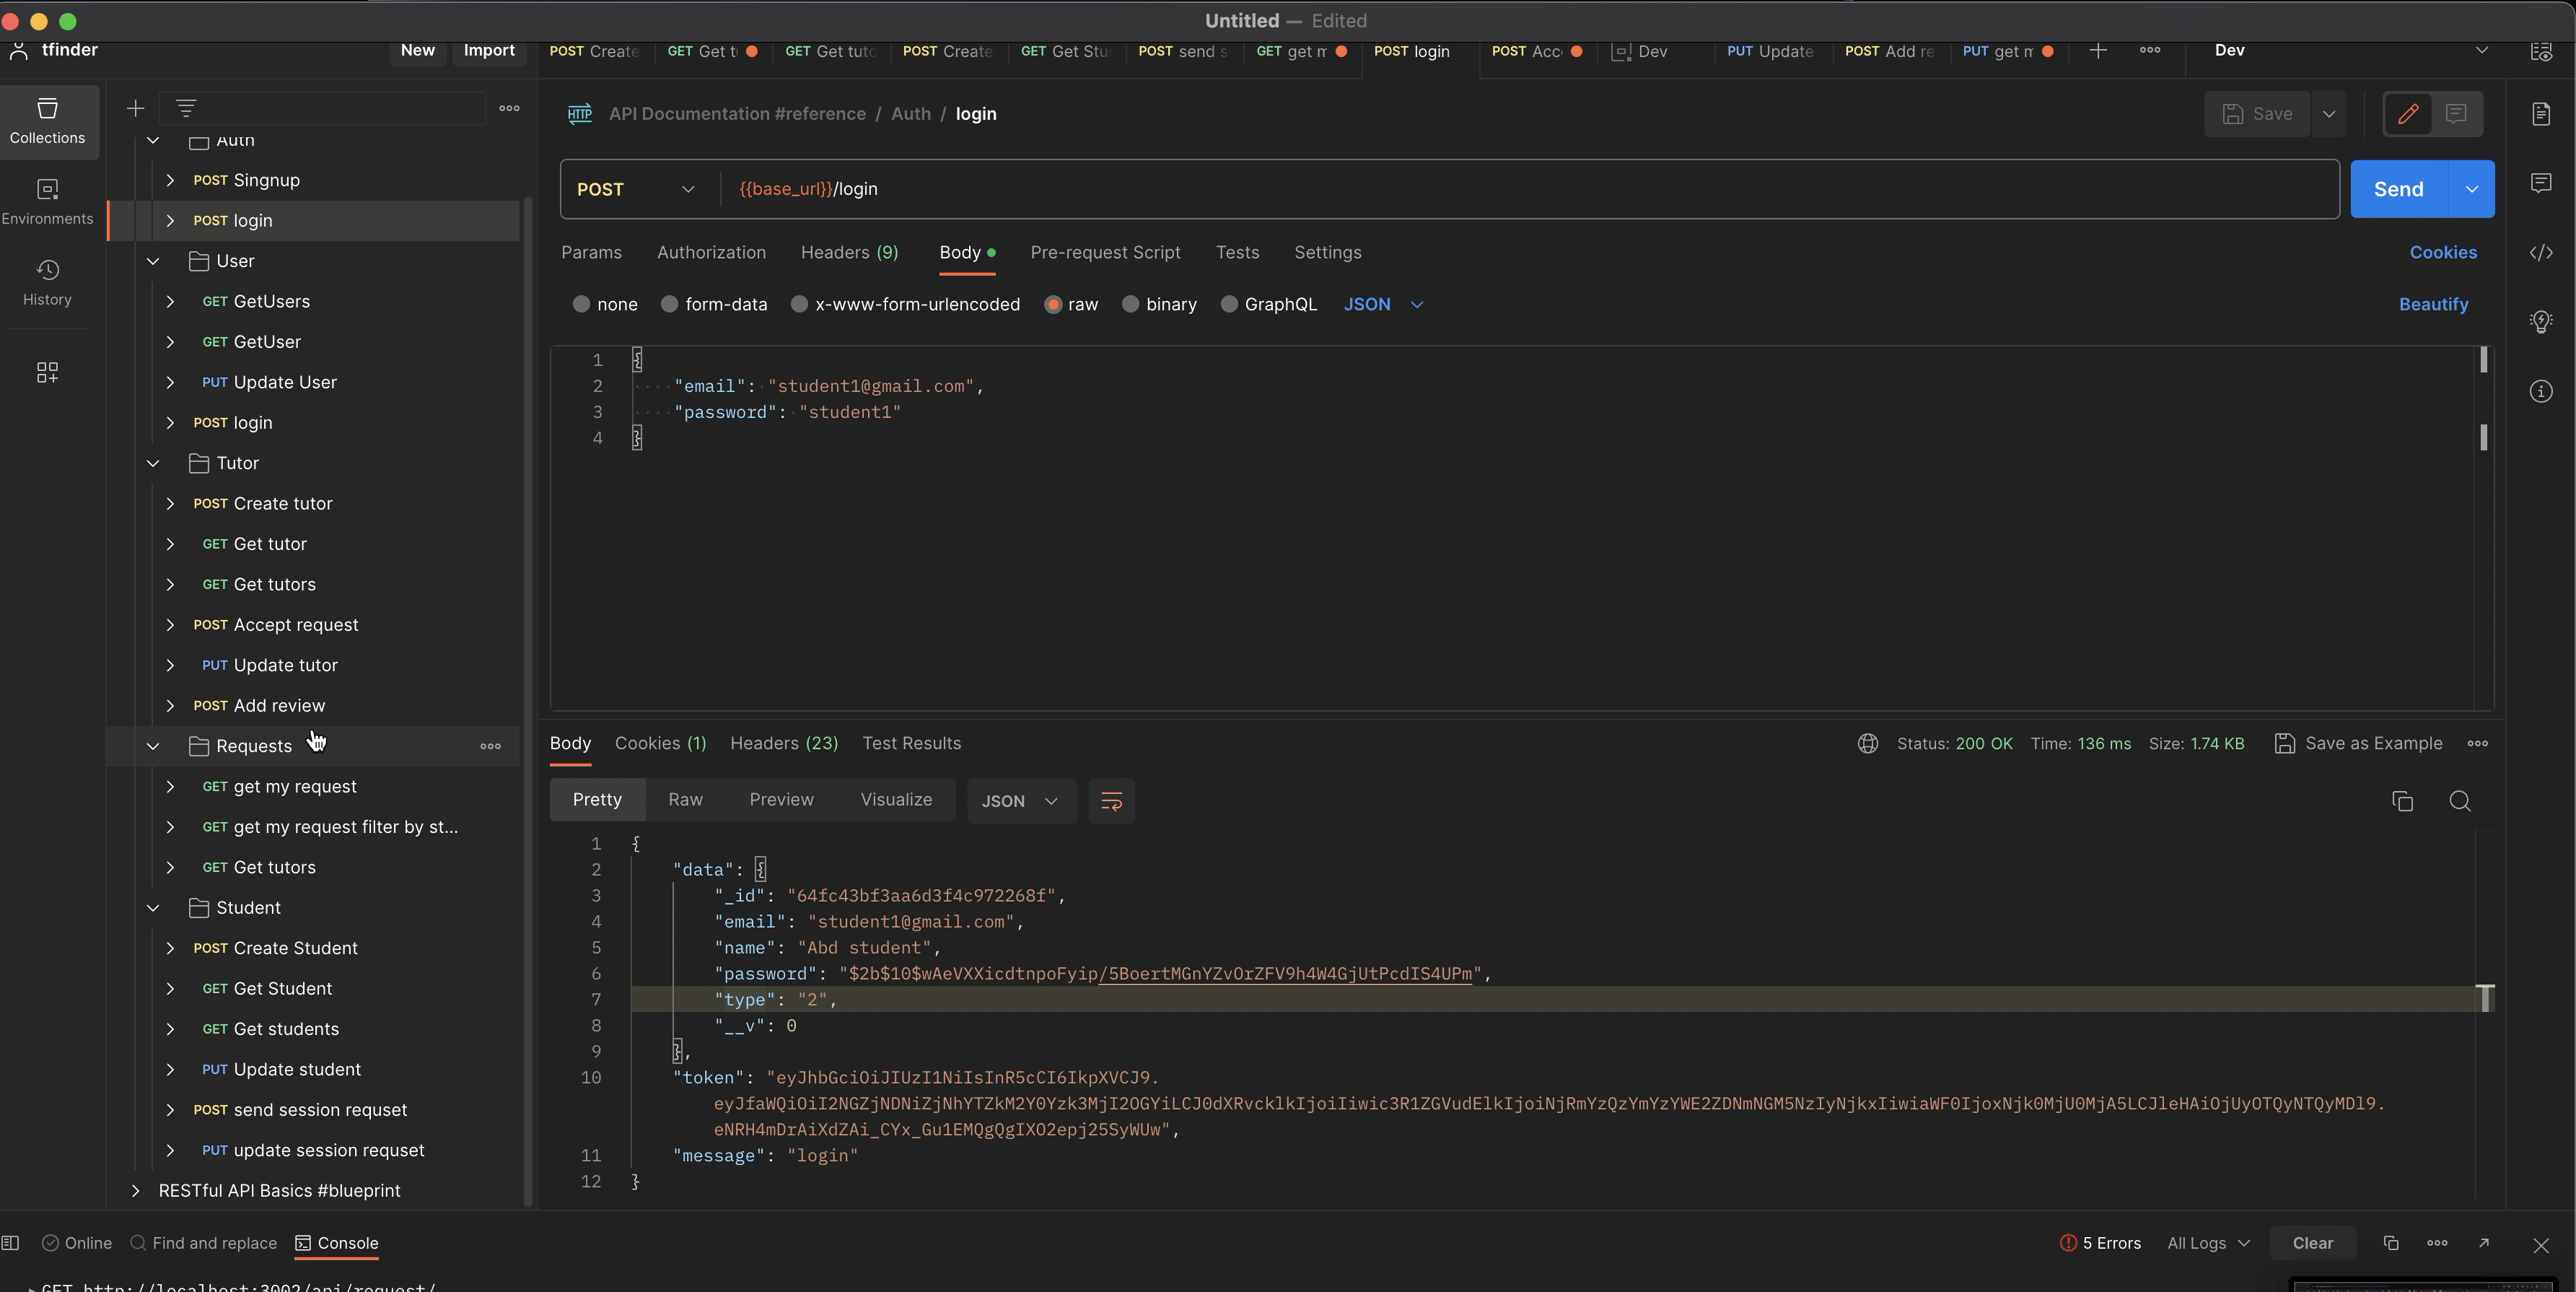 Untitled — Edited
tfinder
New
Import
POST Create
GET Get t
GET Get tuto
POST Create
GET Get Stu
POST send s
GET get m
POST login
POST Acc
Dev
PUT Update
POST Add re
PUT get m
Dev
Collections
Environments
History
Auth
POST Singnup
POST login
User
GET GetUsers
GET GetUser
PUT Update User
POST login
Tutor
POST Create tutor
GET Get tutor
GET Get tutors
POST Accept request
PUT Update tutor
POST Add review
Requests
GET get my request
GET get my request filter by st...
GET Get tutors
Student
POST Create Student
GET Get Student
GET Get students
PUT Update student
POST send session requset
PUT update session requset
RESTful API Basics #blueprint
HTTP API Documentation #reference / Auth / login
Save
POST {{base_url}}/login
Send
Params Authorization Headers (9) Body Pre-request Script Tests Settings
Cookies
none form-data x-www-form-urlencoded raw binary GraphQL JSON
Beautify
1 {
2 "email": "student1@gmail.com",
3 "password": "student1"
4 }
Body Cookies (1) Headers (23) Test Results
Status: 200 OK Time: 136 ms Size: 1.74 KB
Save as Example
Pretty Raw Preview Visualize JSON
1 {
2 "data": {
3 "_id": "64fc43bf3aa6d3f4c972268f",
4 "email": "student1@gmail.com",
5 "name": "Abd student",
6 "password": "$2b$10$wAeVXXicdtnpoFyip/5BoertMGnYZvOrZFV9h4W4GjUtPcdIS4UPm",
7 "type": "2",
8 "__v": 0
9 },
10 "token": "eyJhbGciOiJIUzI1NiIsInR5cCI6IkpXVCJ9.
eyJfaWQiOiI2NGZjNDNiZjNhYTZkM2Y0Yzk3MjI2OGYiLCJ0dXRvcklkIjoiIiwic3R1ZGVudElkIjoiNjRmYzQzYmYzYWE2ZDNmNGM5NzIyNjkxIiwiaWF0IjoxNjk0MjU0MjA5LCJleHAiOjUyOTQyNTQyMDl9.
eNRH4mDrAiXdZAi_CYx_Gu1EMQgQgIXO2epj25SyWUw",
11 "message": "login"
12 }
Online
Find and replace
Console
5 Errors
All Logs
Clear
GET http://localhost:3002/api/request/